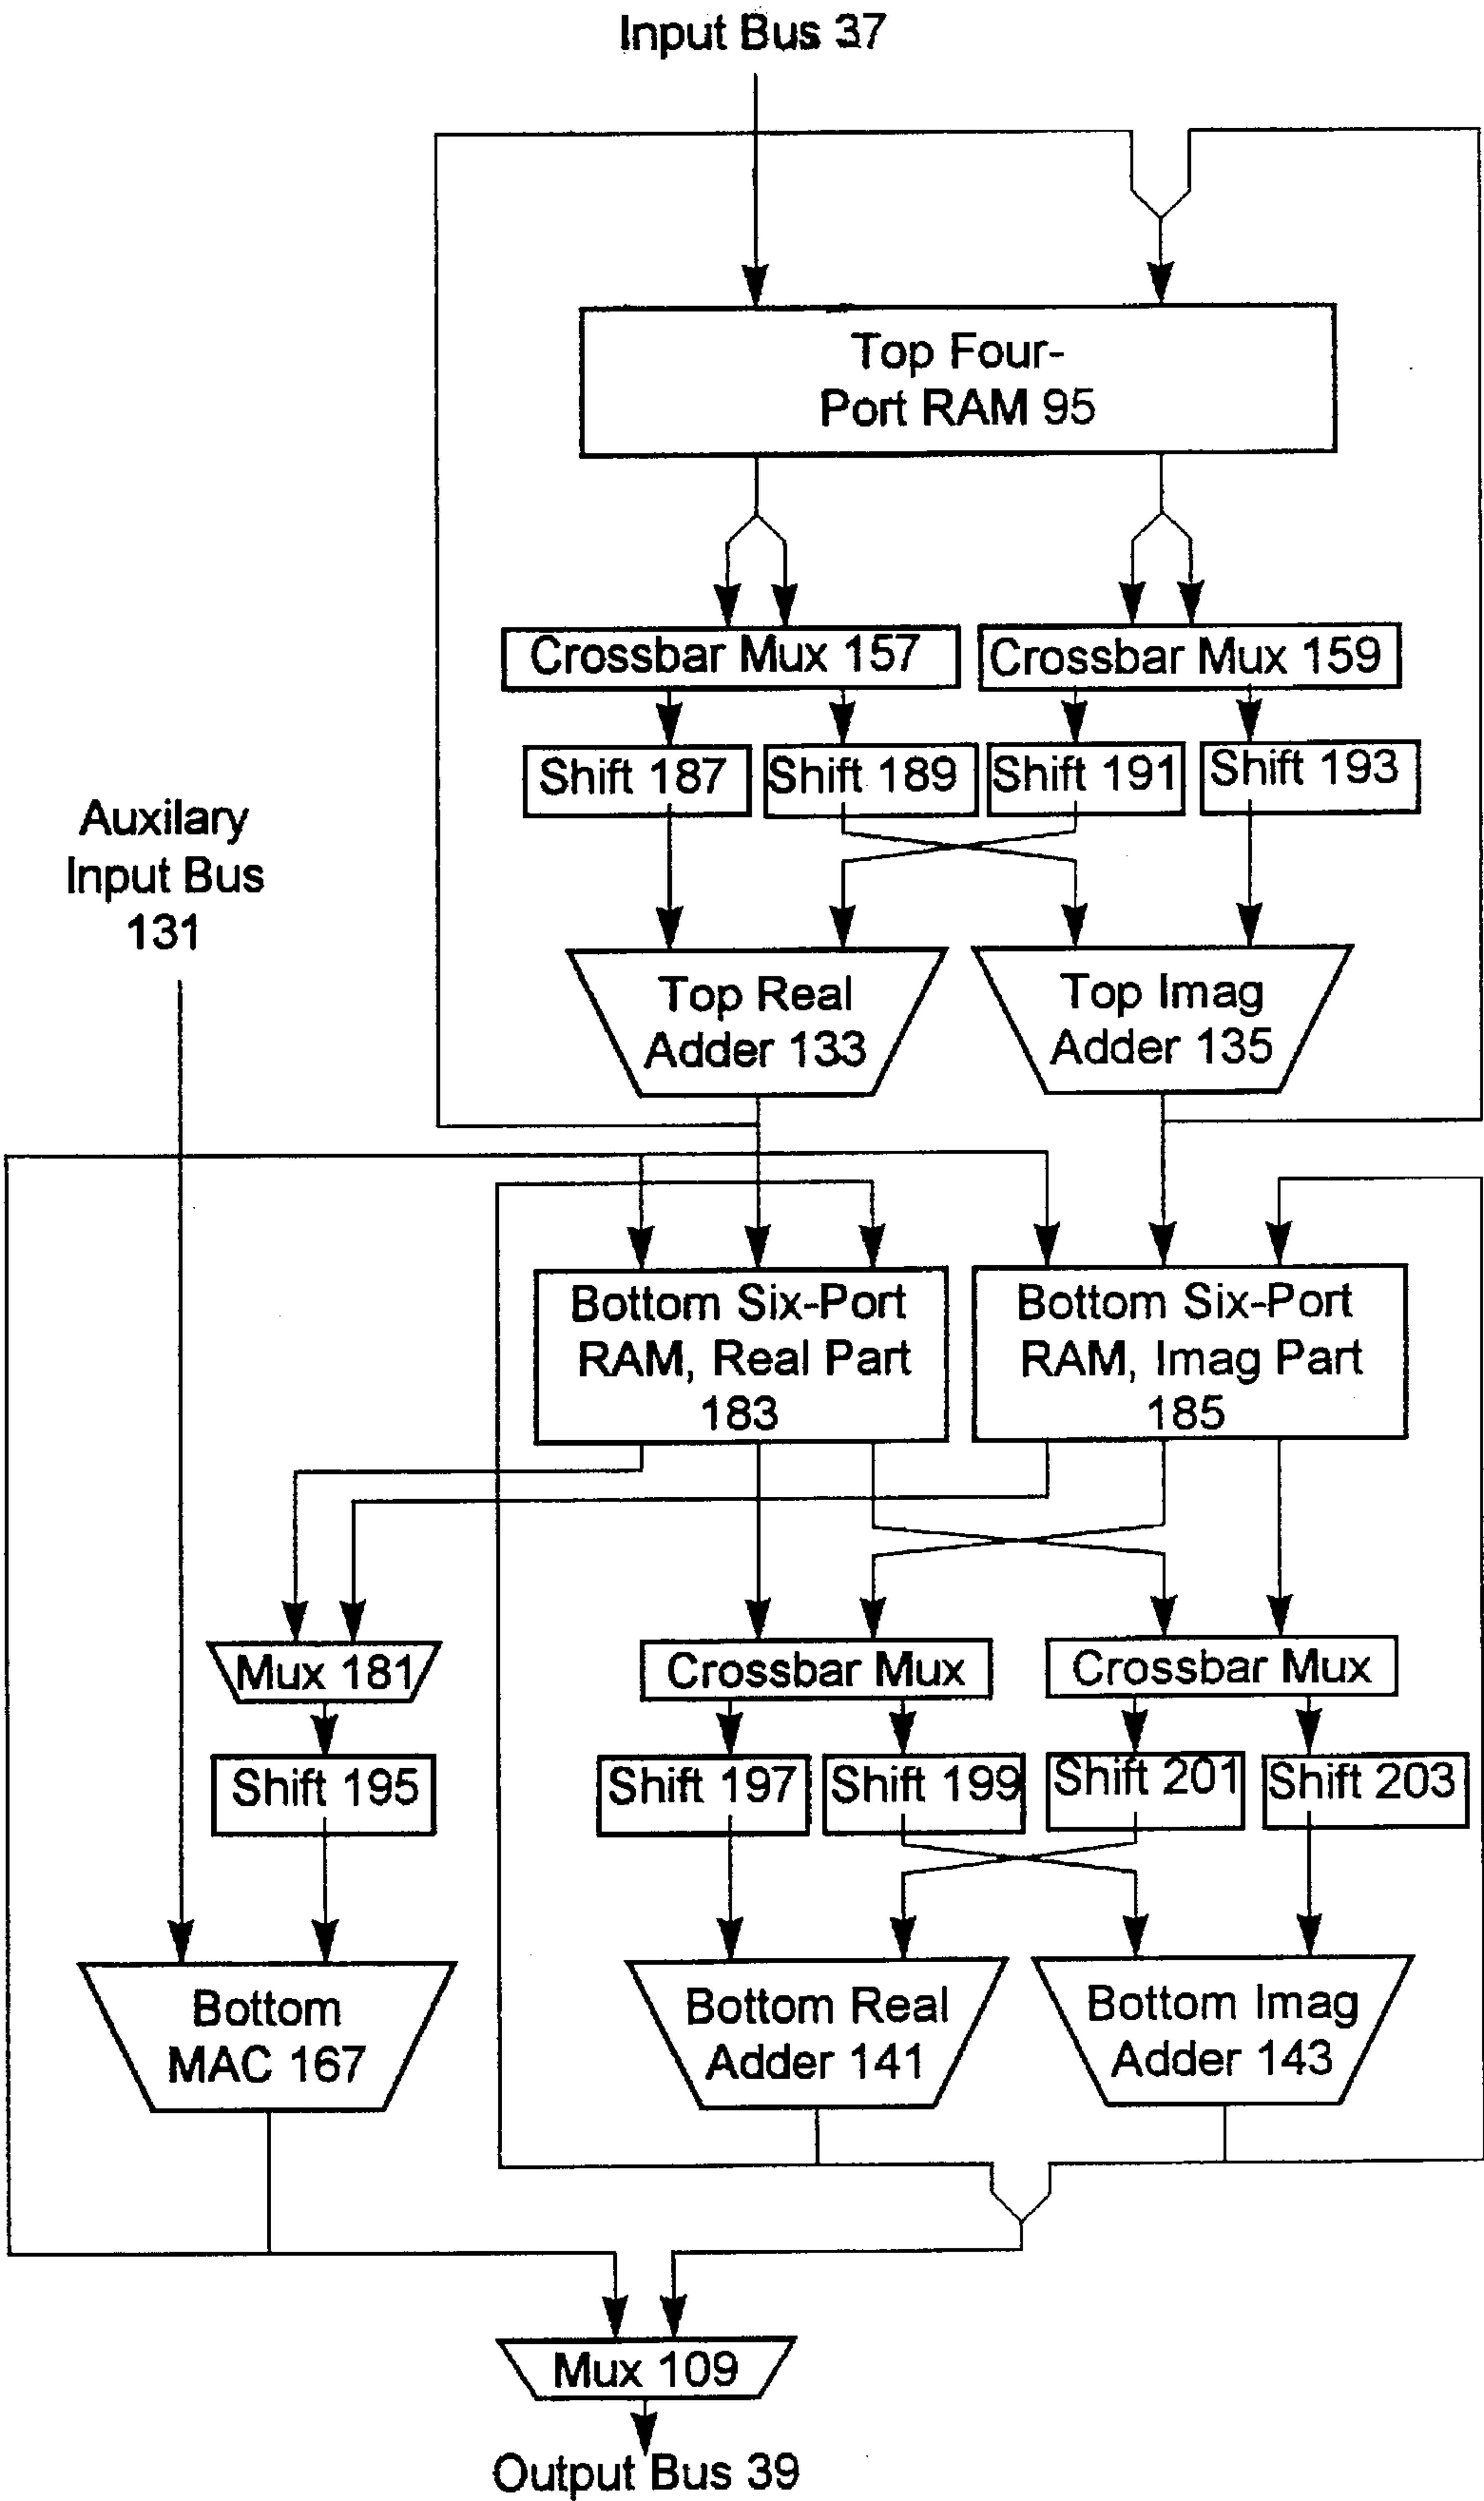 Input Bus 37
Top Four-
Port RAM 95
Crossbar Mux 157
Crossbar Mux 159
Shift 187
Shift 189
Shift 191
Shift 193
Auxilary
Input Bus
131
Top Real
Adder 133
Top Imag
Adder 135
Bottom Six-Port
RAM, Real Part
183
Bottom Six-Port
RAM, Imag Part
185
Mux 181
Crossbar Mux
Crossbar Mux
Shift 195
Shift 197
Shift 199
Shift 201
Shift 203
Bottom
MAC 167
Bottom Real
Adder 141
Bottom Imag
Adder 143
Mux 109
Output Bus 39